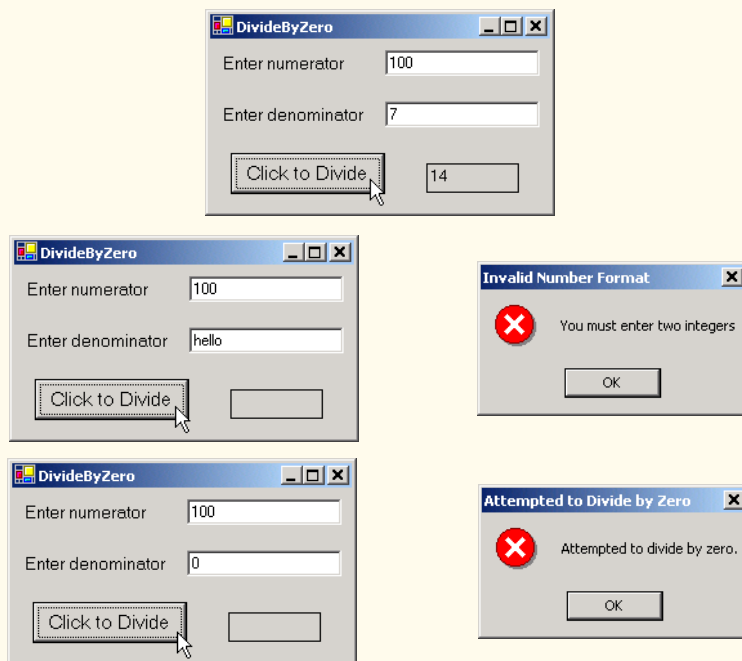 DivideByZero
Enter numerator 100
Enter denominator 7
Click to Divide 14
DivideByZero
Enter numerator 100
Enter denominator hello
Click to Divide
Invalid Number Format
You must enter two integers
OK
DivideByZero
Enter numerator 100
Enter denominator 0
Click to Divide
Attempted to Divide by Zero
Attempted to divide by zero.
OK